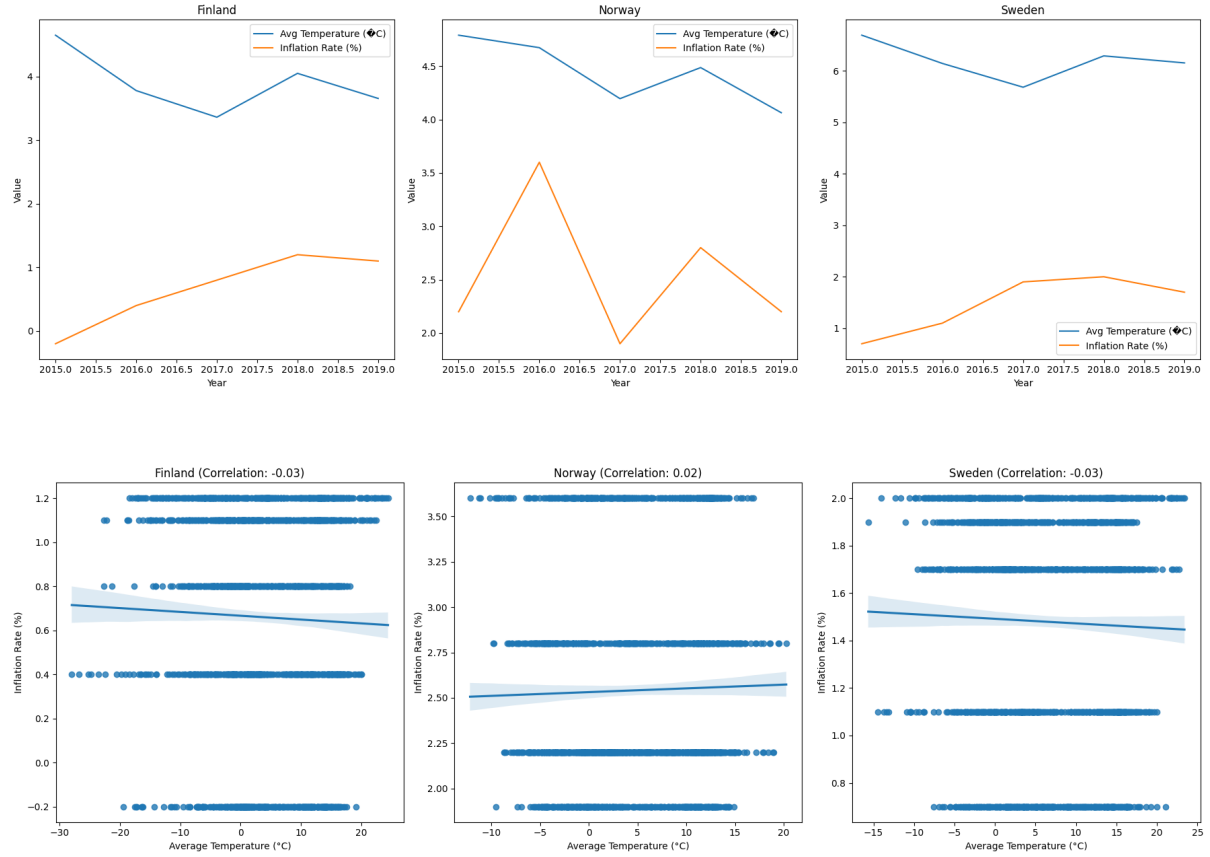 Finland
Avg Temperature (�C)
Inflation Rate (%)
Value
4
3
2
1
0
2015.0 2015.5 2016.0 2016.5 2017.0 2017.5 2018.0 2018.5 2019.0
Year
Norway
Avg Temperature (�C)
Inflation Rate (%)
Value
4.5
4.0
3.5
3.0
2.5
2.0
2015.0 2015.5 2016.0 2016.5 2017.0 2017.5 2018.0 2018.5 2019.0
Year
Sweden
Value
6
5
4
3
2
1
Avg Temperature (�C)
Inflation Rate (%)
2015.0 2015.5 2016.0 2016.5 2017.0 2017.5 2018.0 2018.5 2019.0
Year
Finland (Correlation: -0.03)
Inflation Rate (%)
1.2
1.0
0.8
0.6
0.4
0.2
0.0
−0.2
−30 −20 −10 0 10 20
Average Temperature (°C)
Norway (Correlation: 0.02)
Inflation Rate (%)
3.50
3.25
3.00
2.75
2.50
2.25
2.00
−10 −5 0 5 10 15 20
Average Temperature (°C)
Sweden (Correlation: -0.03)
Inflation Rate (%)
2.0
1.8
1.6
1.4
1.2
1.0
0.8
−15 −10 −5 0 5 10 15 20 25
Average Temperature (°C)